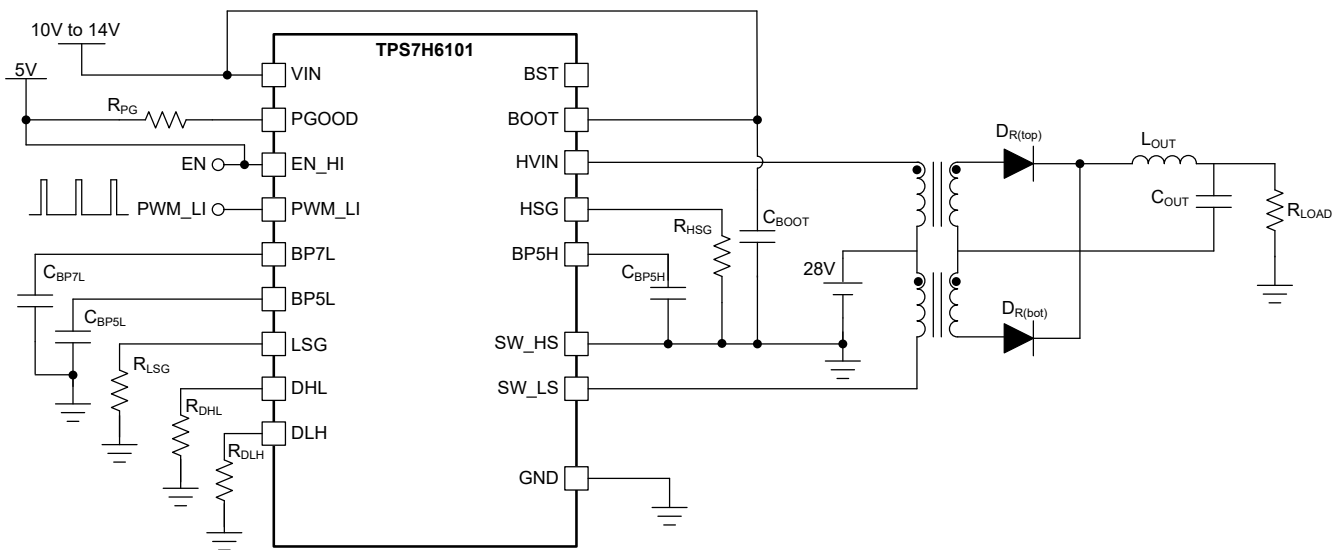 10V to 14V
TPS7H6101
5V
VIN
BST
R_PG
PGOOD
BOOT
EN
EN_HI
HVIN
D_R(top)
L_OUT
PWM_LI
PWM_LI
HSG
C_OUT
R_LOAD
R_HSG
C_BOOT
BP7L
BP5H
C_BP7L
C_BP5H
28V
BP5L
C_BP5L
D_R(bot)
LSG
SW_HS
R_LSG
DHL
SW_LS
R_DHL
DLH
R_DLH
GND